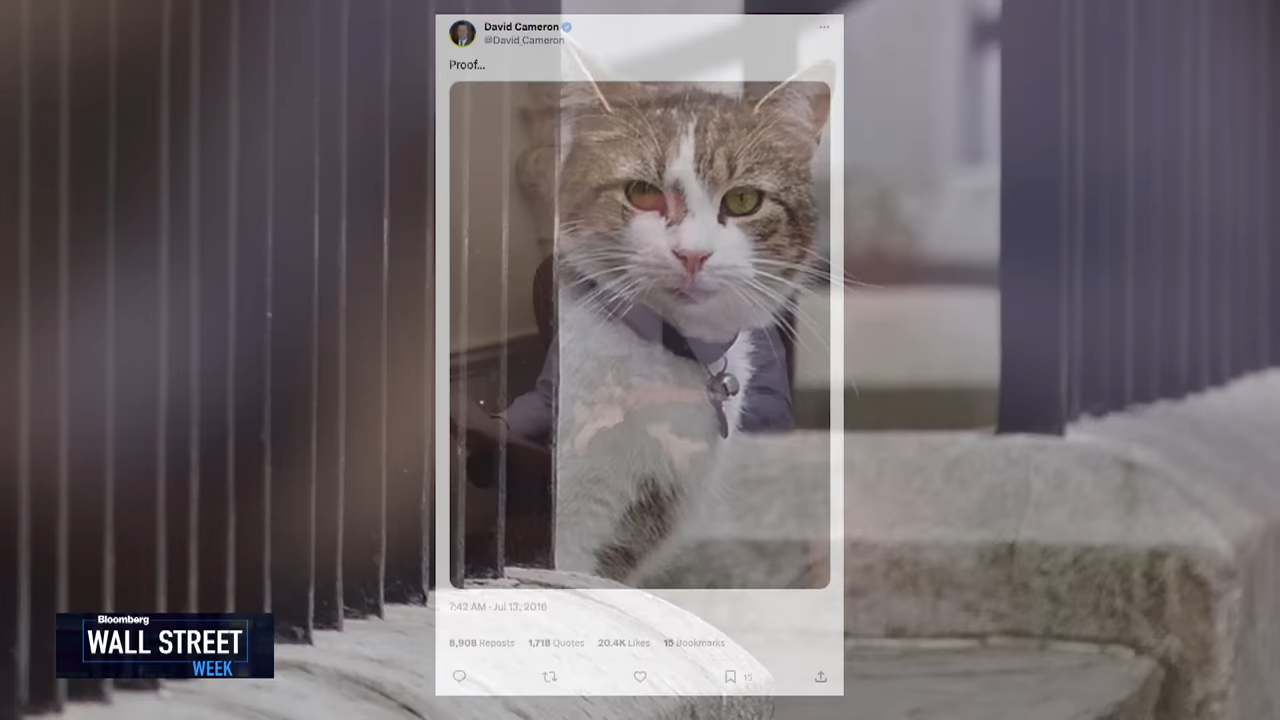 David Cameron
@David_Cameron
Proof...
7:42 AM · Jul 13, 2016
8,908 Reposts 1,718 Quotes 20.4K Likes 15 Bookmarks
15
Bloomberg
WALL STREET
WEEK